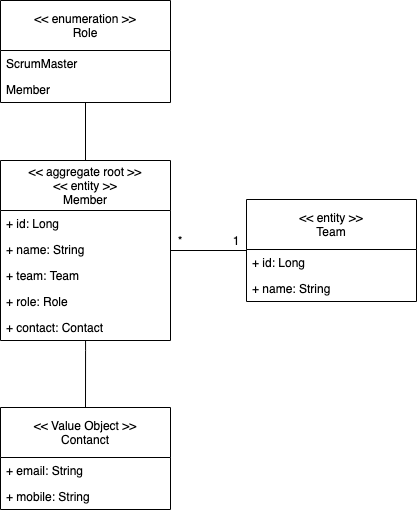 << enumeration >>
Role
ScrumMaster
Member
<< aggregate root >>
<< entity >>
Member
+ id: Long
+ name: String
+ team: Team
+ role: Role
+ contact: Contact
* 1
<< entity >>
Team
+ id: Long
+ name: String
<< Value Object >>
Contanct
+ email: String
+ mobile: String